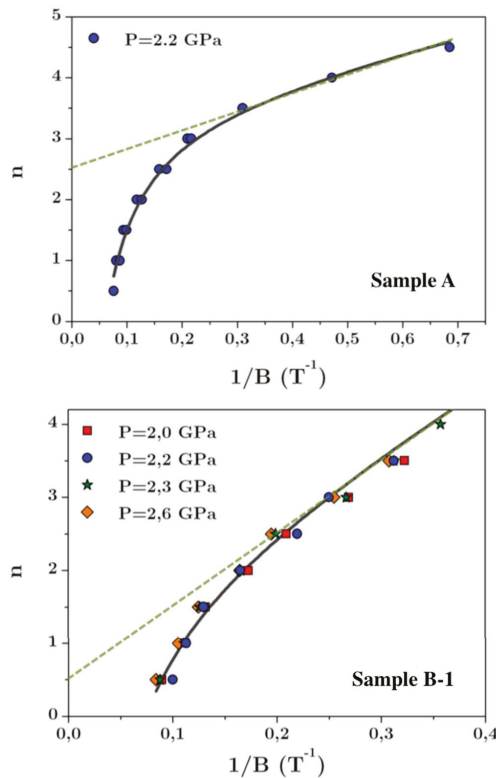 5
P=2.2 GPa
4
3
n
2
1
Sample A
0
0,0 0,1 0,2 0,3 0,4 0,5 0,6 0,7
1/B (T⁻¹)
4
P=2,0 GPa
P=2,2 GPa
P=2,3 GPa
3
P=2,6 GPa
n
2
1
Sample B-1
0
0,0 0,1 0,2 0,3 0,4
1/B (T⁻¹)